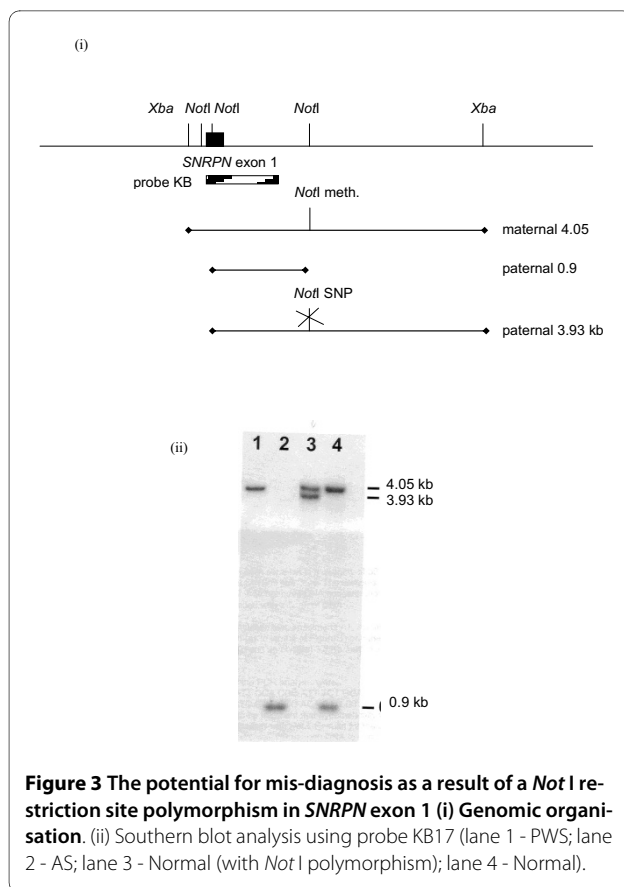 (i)
Xba NotI NotI NotI Xba
SNRPN exon 1
probe KB
NotI meth.
maternal 4.05
paternal 0.9
NotI SNP
paternal 3.93 kb
(ii)
1 2 3 4
4.05 kb
3.93 kb
0.9 kb
Figure 3 The potential for mis-diagnosis as a result of a Not I re-
striction site polymorphism in SNRPN exon 1 (i) Genomic organi-
sation. (ii) Southern blot analysis using probe KB17 (lane 1 - PWS; lane
2 - AS; lane 3 - Normal (with Not I polymorphism); lane 4 - Normal).